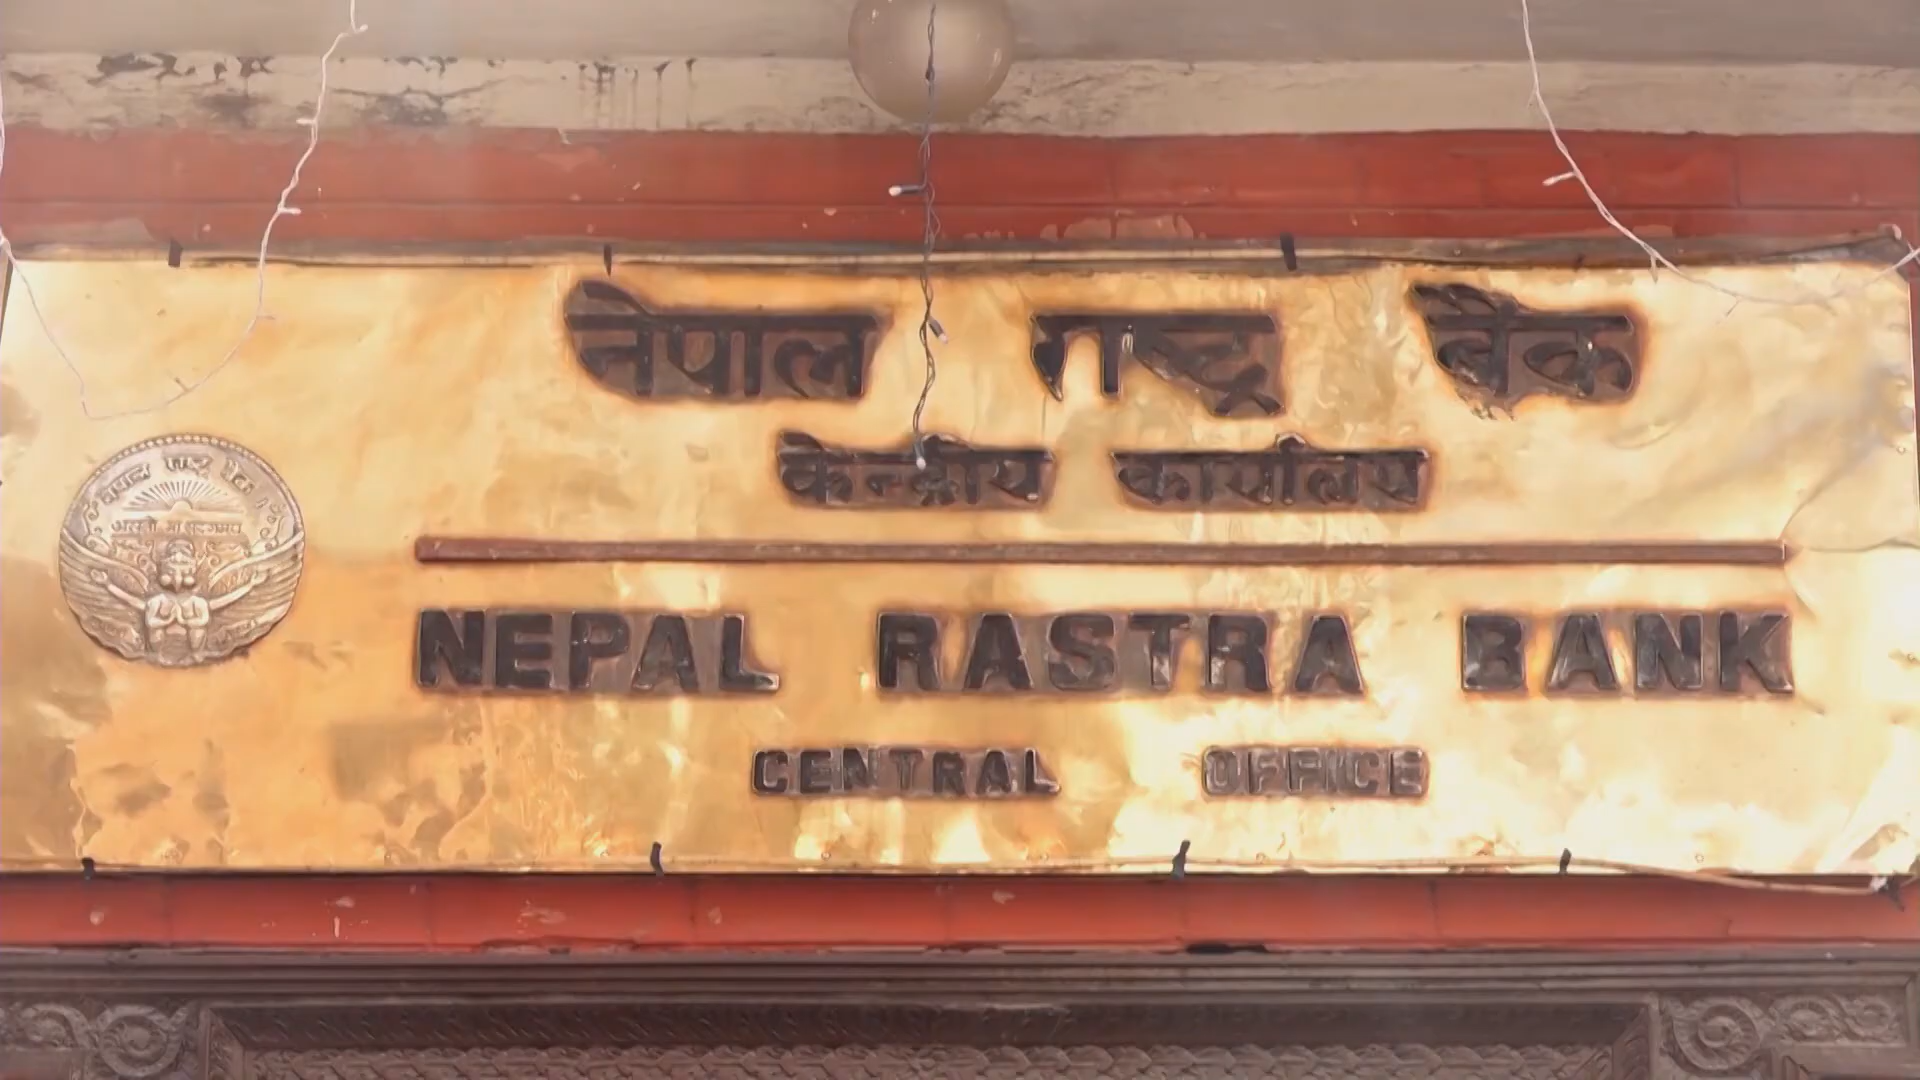 नेपाल राष्ट्र बैंक
केन्द्रीय कार्यालय
नेपाल राष्ट्र बैंक
NEPAL RASTRA BANK
CENTRAL OFFICE